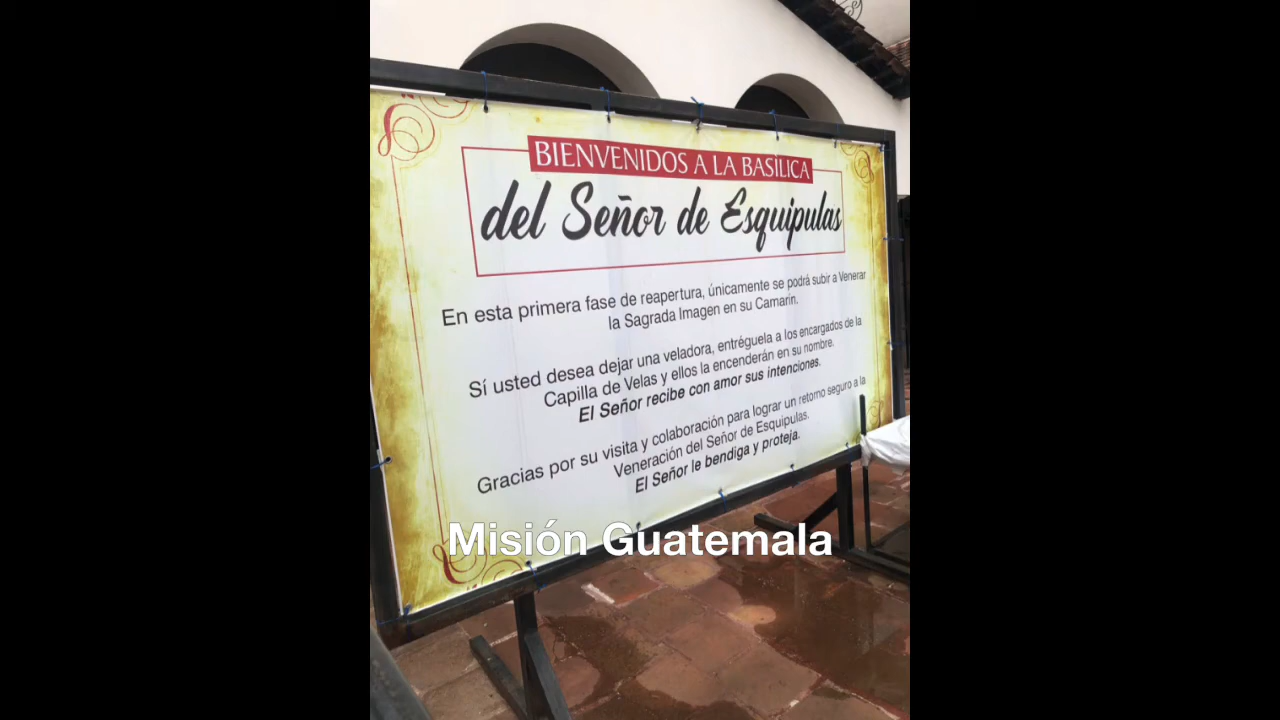 BIENVENIDOS A LA BASÍLICA
del Señor de Esquipulas
En esta primera fase de reapertura, únicamente se podrá subir a Venerar
la Sagrada Imagen en su Camarín.
Sí usted desea dejar una veladora, entréguela a los encargados de la
Capilla de Velas y ellos la encenderán en su nombre.
El Señor recibe con amor sus intenciones.
Gracias por su visita y colaboración para lograr un retorno seguro a la
Veneración del Señor de Esquipulas.
El Señor le bendiga y proteja.
Misión Guatemala